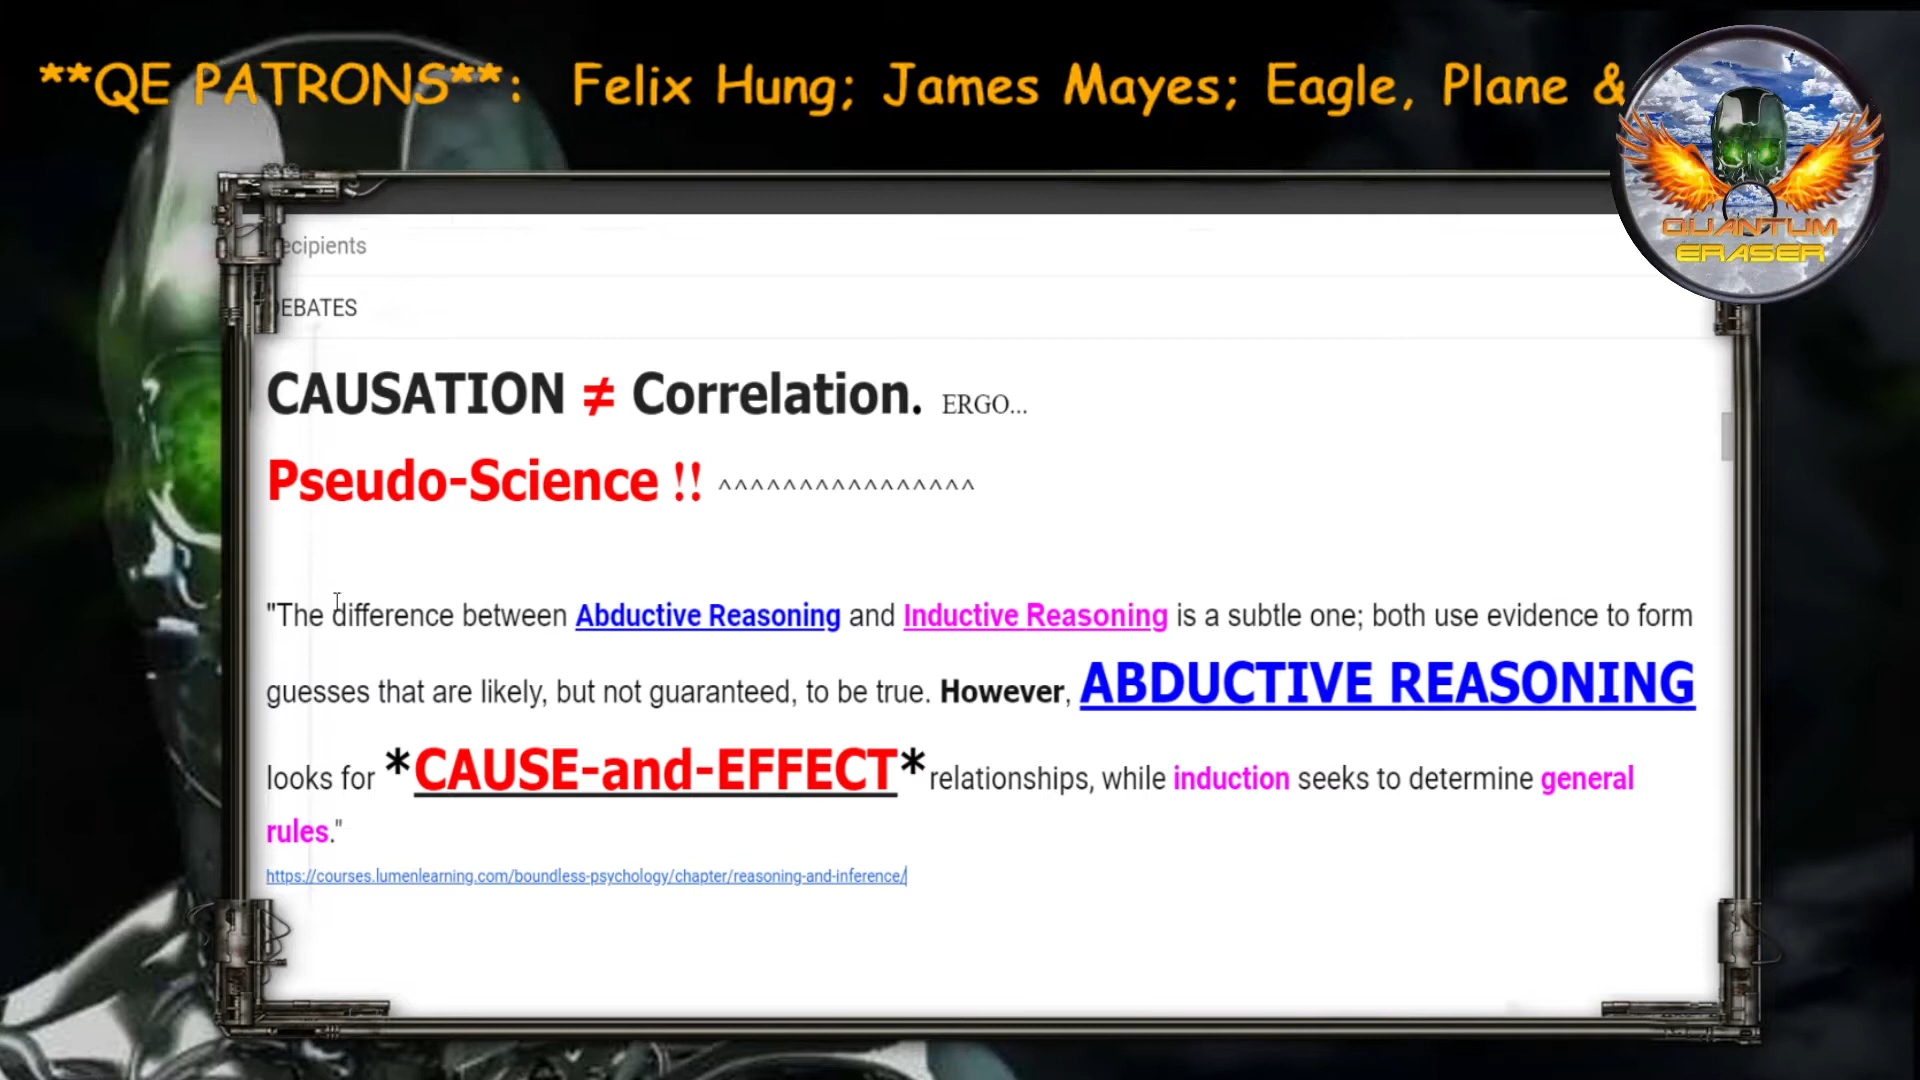 **QE PATRONS**: Felix Hung; James Mayes; Eagle, Plane &
QUANTUM
ERASER
ecipients
EBATES
CAUSATION ≠ Correlation. ERGO...
Pseudo-Science !! ^^^^^^^^^^^^^^^^
"The difference between Abductive Reasoning and Inductive Reasoning is a subtle one; both use evidence to form
guesses that are likely, but not guaranteed, to be true. However, ABDUCTIVE REASONING
looks for *CAUSE-and-EFFECT* relationships, while induction seeks to determine general
rules."
https://courses.lumenlearning.com/boundless-psychology/chapter/reasoning-and-inference/